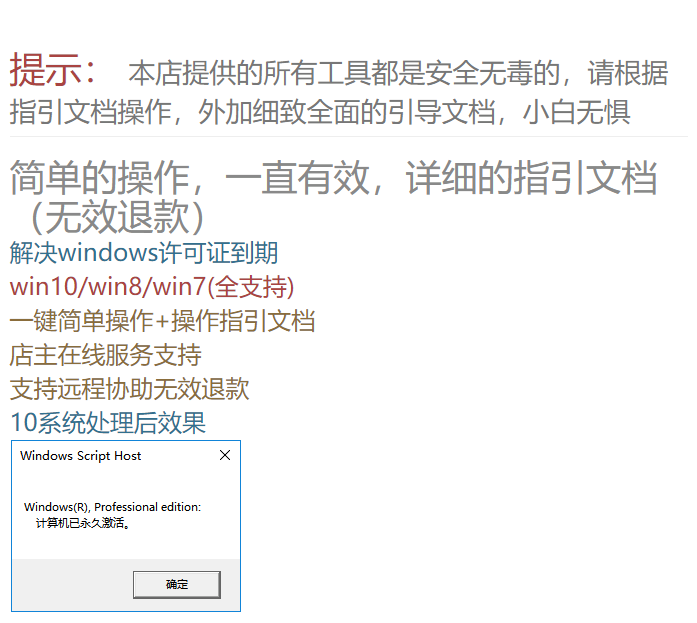 提示： 本店提供的所有工具都是安全无毒的，请根据
指引文档操作，外加细致全面的引导文档，小白无惧
简单的操作，一直有效，详细的指引文档
（无效退款）
解决windows许可证到期
win10/win8/win7(全支持)
一键简单操作+操作指引文档
店主在线服务支持
支持远程协助无效退款
10系统处理后效果
Windows Script Host
Windows(R), Professional edition:
计算机已永久激活。
确定